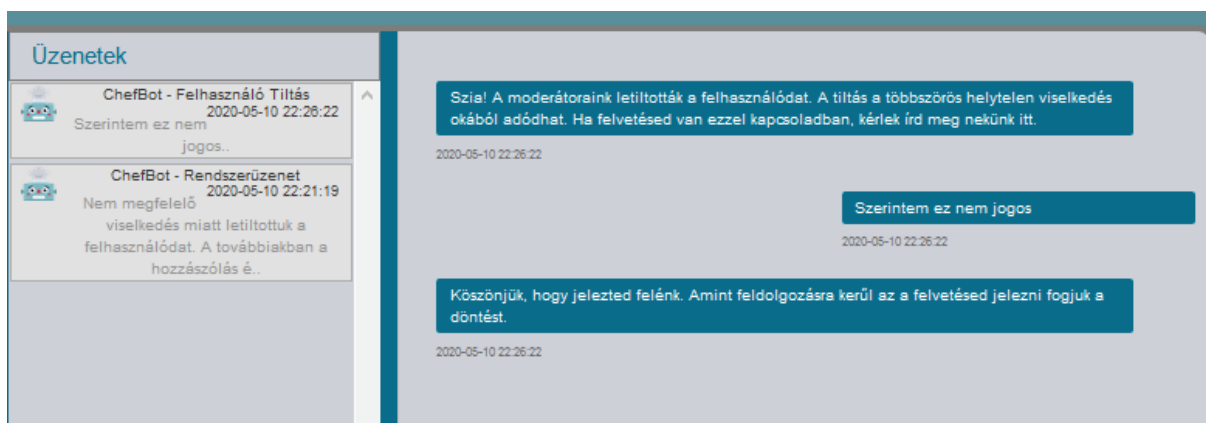 Üzenetek
ChefBot - Felhasználó Tiltás
2020-05-10 22:26:22
Szerintem ez nem
jogos..
ChefBot - Rendszerüzenet
2020-05-10 22:21:19
Nem megfelelő
viselkedés miatt letiltottuk a
felhasználódat. A továbbiakban a
hozzászólás é..
Szia! A moderátoraink letiltották a felhasználódat. A tiltás a többszörös helytelen viselkedés
okából adódhat. Ha felvetésed van ezzel kapcsoladban, kérlek írd meg nekünk itt.
2020-05-10 22:26:22
Szerintem ez nem jogos
2020-05-10 22:26:22
Köszönjük, hogy jelezted felénk. Amint feldolgozásra kerűl az a felvetésed jelezni fogjuk a
döntést.
2020-05-10 22:26:22